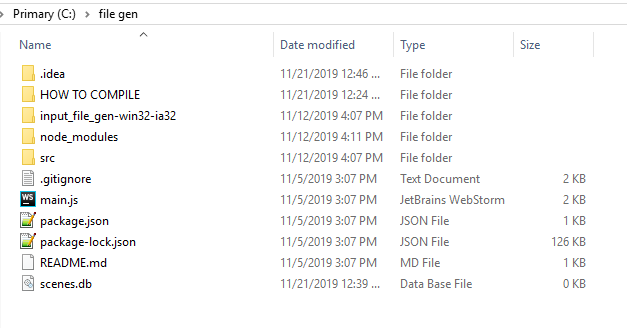 Primary (C:) > file gen
Name Date modified Type Size
.idea 11/21/2019 12:46 ... File folder
HOW TO COMPILE 11/21/2019 12:24 ... File folder
input_file_gen-win32-ia32 11/12/2019 4:07 PM File folder
node_modules 11/12/2019 4:11 PM File folder
src 11/12/2019 4:07 PM File folder
.gitignore 11/5/2019 3:07 PM Text Document 2 KB
WS main.js 11/5/2019 3:07 PM JetBrains WebStorm 2 KB
package.json 11/5/2019 3:07 PM JSON File 1 KB
package-lock.json 11/5/2019 3:07 PM JSON File 126 KB
README.md 11/5/2019 3:07 PM MD File 1 KB
scenes.db 11/21/2019 12:39 ... Data Base File 0 KB